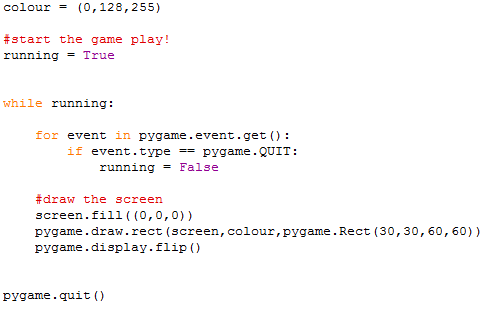 colour = (0,128,255)
#start the game play!
running = True
while running:
for event in pygame.event.get():
if event.type == pygame.QUIT:
running = False
#draw the screen
screen.fill((0,0,0))
pygame.draw.rect(screen,colour,pygame.Rect(30,30,60,60))
pygame.display.flip()
pygame.quit()